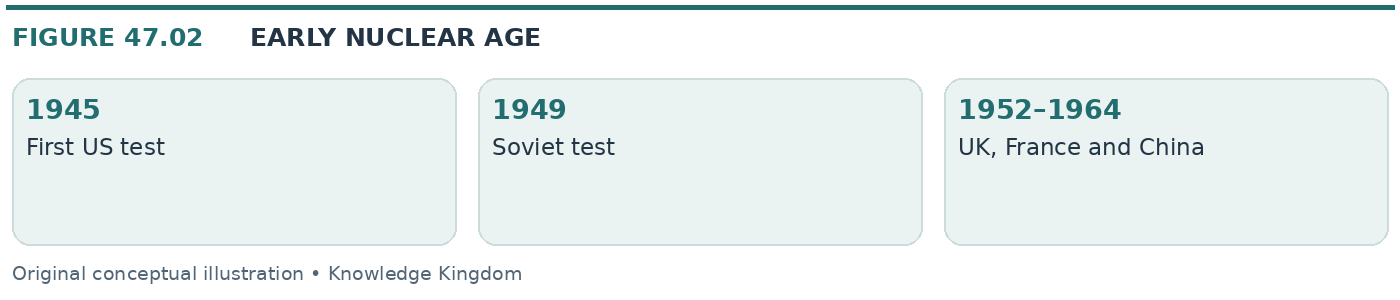 FIGURE 47.02 EARLY NUCLEAR AGE
1945
First US test
1949
Soviet test
1952–1964
UK, France and China
Original conceptual illustration • Knowledge Kingdom